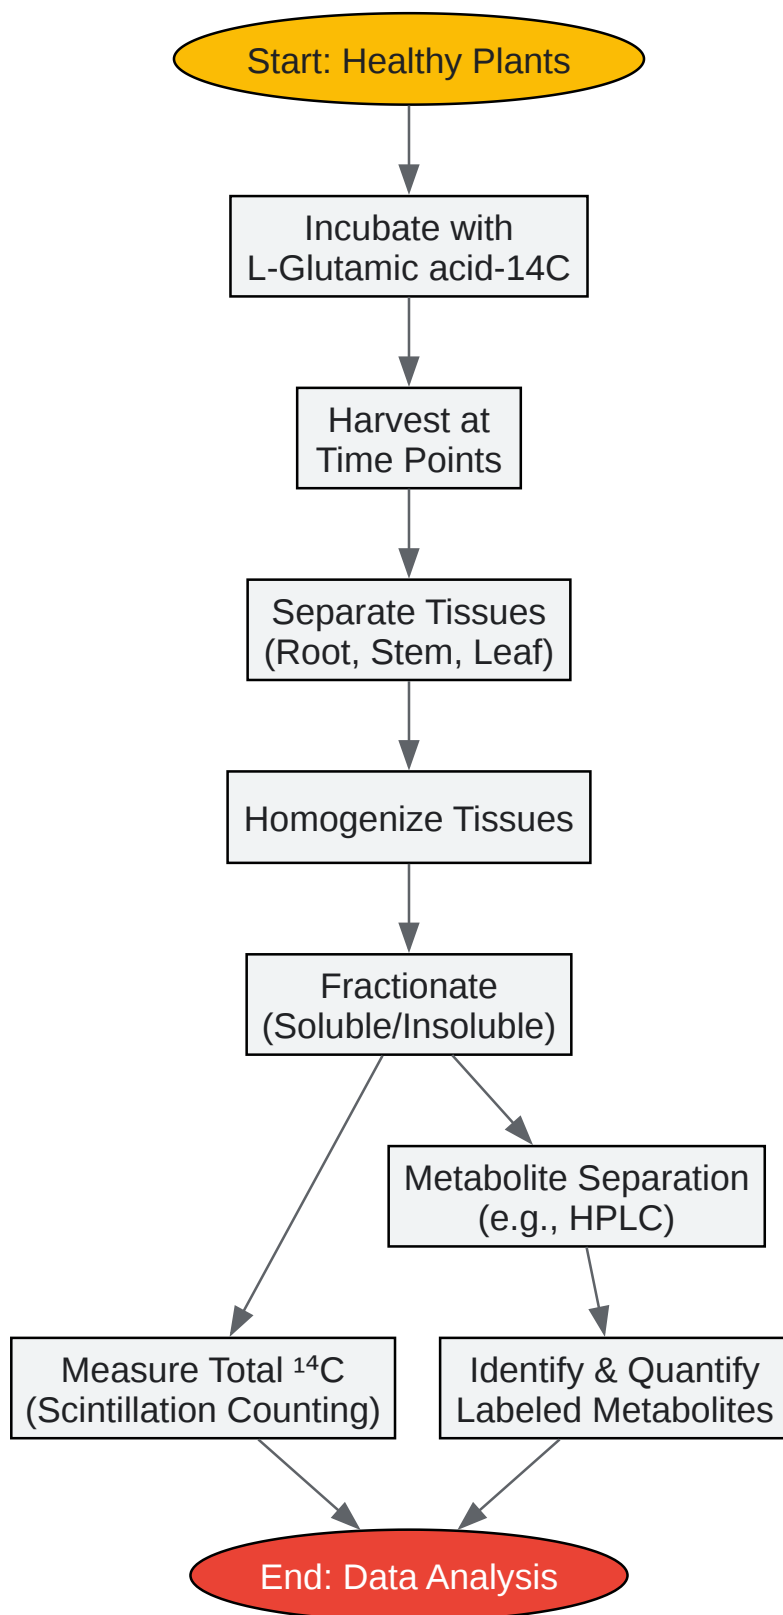 Start: Healthy Plants
Incubate with
L-Glutamic acid-14C
Harvest at
Time Points
Separate Tissues
(Root, Stem, Leaf)
Homogenize Tissues
Fractionate
(Soluble/Insoluble)
Metabolite Separation
(e.g., HPLC)
Measure Total ¹⁴C
(Scintillation Counting)
Identify & Quantify
Labeled Metabolites
End: Data Analysis